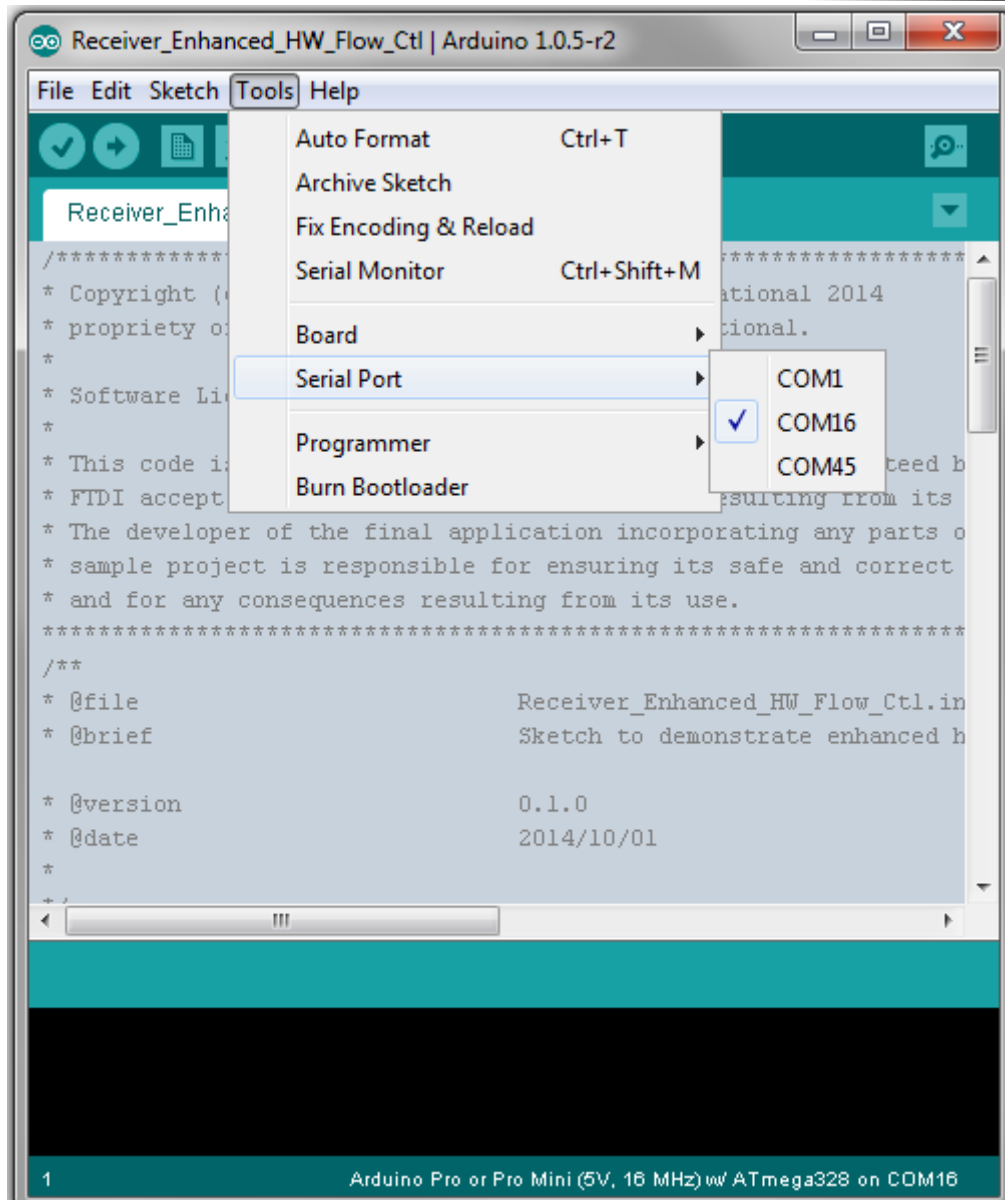 Receiver_Enhanced_HW_Flow_Ctl | Arduino 1.0.5-r2
File Edit Sketch Tools Help
Auto Format Ctrl+T
Archive Sketch
Fix Encoding & Reload
Serial Monitor Ctrl+Shift+M
Board
Serial Port
Programmer
Burn Bootloader
COM1
COM16
COM45
Receiver_Enha
/************* ******************
* Copyright ( ational 2014
* propriety o tional.
*
* Software Li
*
* This code i teed b
* FTDI accept esulting from its
* The developer of the final application incorporating any parts o
* sample project is responsible for ensuring its safe and correct
* and for any consequences resulting from its use.
******************************************************************
/**
* @file Receiver_Enhanced_HW_Flow_Ctl.in
* @brief Sketch to demonstrate enhanced h
* @version 0.1.0
* @date 2014/10/01
*
*/
1 Arduino Pro or Pro Mini (5V, 16 MHz) w/ ATmega328 on COM16